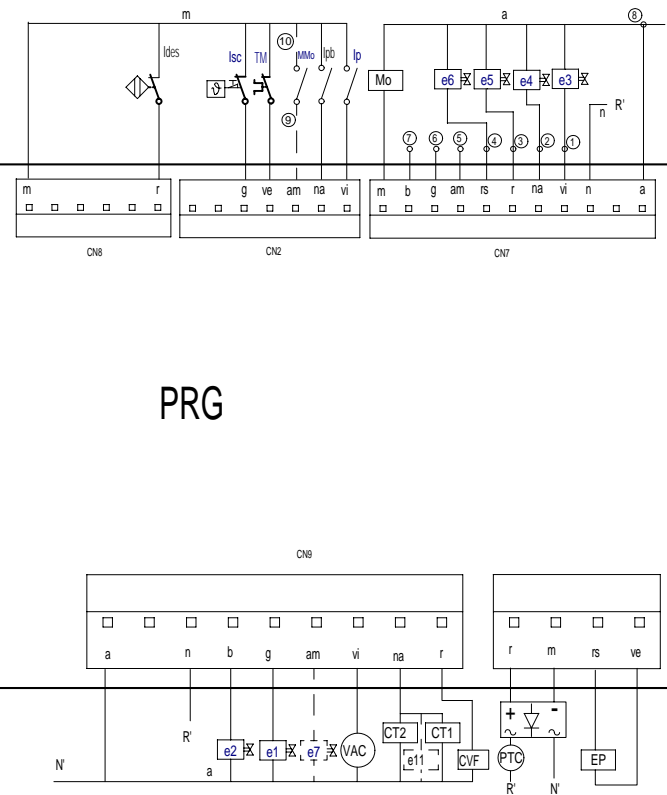 m a 8
Ides Isc TM 10 MMo Ipb Ip Mo e6 e5 e4 e3
ϑ
n R'
9 7 6 5 4 3 2 1
m r g ve am na vi m b g am rs r na vi n a
CN8 CN2 CN7
PRG
CN9
a n b g am vi na r r m rs ve
+ -
R' e2 e1 e7 VAC CT2 CT1 e11 CVF PTC EP
N' a R' N'